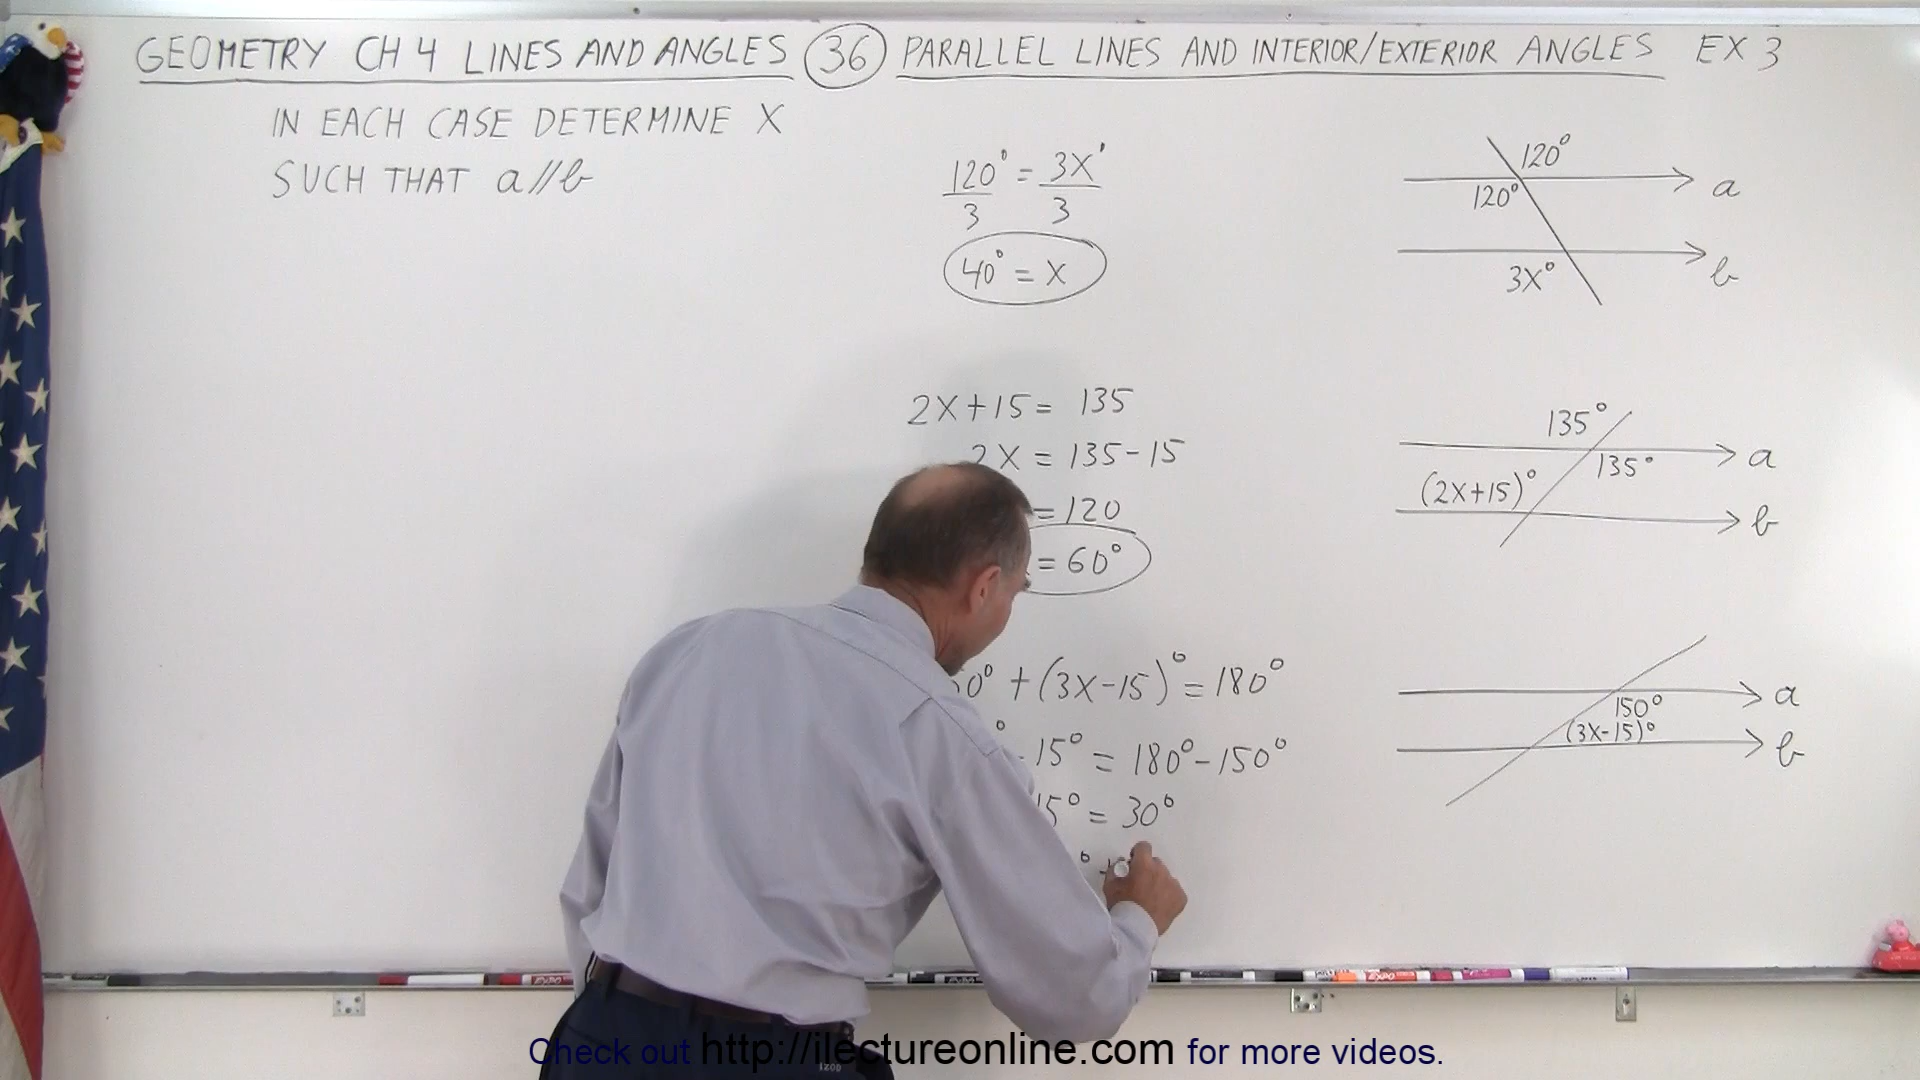 GEOMETRY CH 4 LINES AND ANGLES 36 PARALLEL LINES AND INTERIOR/EXTERIOR ANGLES EX 3
IN EACH CASE DETERMINE X
SUCH THAT a//b
120° = 3X°
3 3
40° = X
120°
120° a
3X° b
2X+15 = 135
2X = 135-15
=120
= 60°
135°
135° a
(2X+15)° b
0° + (3X-15)° = 180°
- 15° = 180° - 150°
15° = 30°
a
150°
(3X-15)°
b
Check out http://ilectureonline.com for more videos.